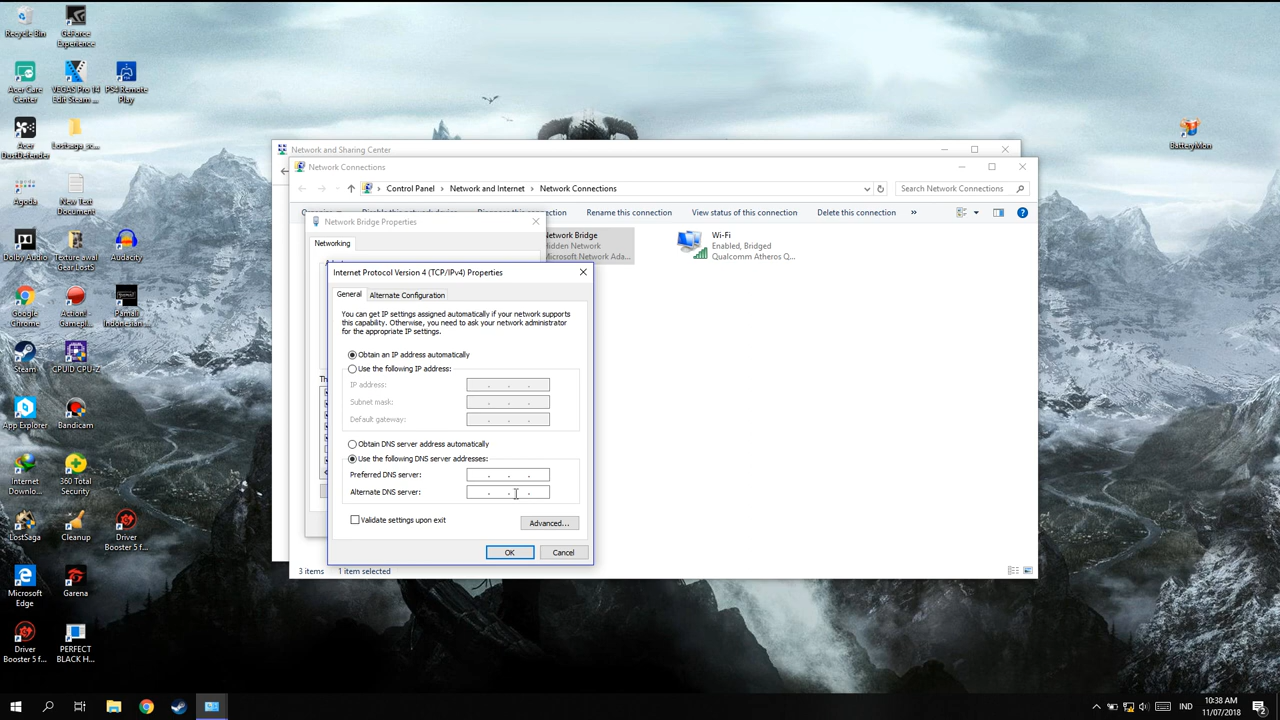 Recycle Bin
GeForce
Experience
Acer Care
Center
VEGAS Pro 14
Edit Steam ...
PS4 Remote
Play
Acer
DustDefender
Lostsaga_sc...
Agoda
New Text
Document
Dolby Audio
Texture awal
Gear LostS
Audacity
Google
Chrome
Action! -
Gamepl...
Pamali
Indonesian ...
Steam
CPUID CPU-Z
App Explorer
Bandicam
Internet
Downlo...
360 Total
Security
LostSaga
Cleanup
Driver
Booster 5 f...
Microsoft
Edge
Garena
Driver
Booster 5 f...
PERFECT
BLACK H...
BatteryMon
Network and Sharing Center
Network Connections
Control Panel > Network and Internet > Network Connections
Search Network Connections
Rename this connection
View status of this connection
Delete this connection
»
Network Bridge Properties
Networking
Network Bridge
Hidden Network
Microsoft Network Ada...
Wi-Fi
Enabled, Bridged
Qualcomm Atheros Q...
Internet Protocol Version 4 (TCP/IPv4) Properties
General
Alternate Configuration
You can get IP settings assigned automatically if your network supports
this capability. Otherwise, you need to ask your network administrator
for the appropriate IP settings.
Obtain an IP address automatically
Use the following IP address:
IP address:
Subnet mask:
Default gateway:
Obtain DNS server address automatically
Use the following DNS server addresses:
Preferred DNS server:
Alternate DNS server:
Validate settings upon exit
Advanced...
OK
Cancel
3 items
1 item selected
IND
10:38 AM
11/07/2018
2